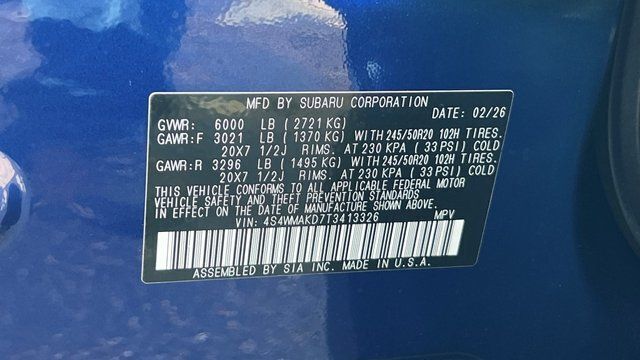 MFD BY SUBARU CORPORATION
DATE: 02/26
GVWR: 6000 LB ( 2721 KG)
GAWR:F 3021 LB ( 1370 KG) WITH 245/50R20 102H TIRES.
20X7 1/2J RIMS. AT 230 KPA ( 33 PSI) COLD
GAWR:R 3296 LB ( 1495 KG) WITH 245/50R20 102H TIRES.
20X7 1/2J RIMS. AT 230 KPA ( 33 PSI) COLD
THIS VEHICLE CONFORMS TO ALL APPLICABLE FEDERAL MOTOR
VEHICLE SAFETY AND THEFT PREVENTION STANDARDS
IN EFFECT ON THE DATE OF MANUFACTURE SHOWN ABOVE.
VIN: 4S4WMAKD7T3413326 MPV
ASSEMBLED BY SIA INC. MADE IN U.S.A.